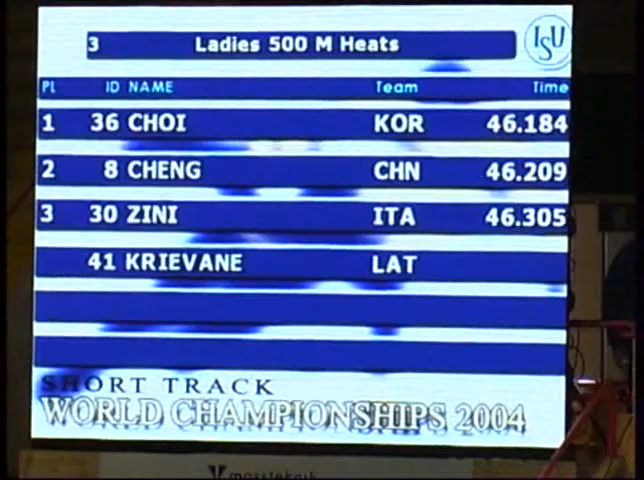 3 Ladies 500 M Heats ISU
PL ID NAME Team Time
1 36 CHOI KOR 46.184
2 8 CHENG CHN 46.209
3 30 ZINI ITA 46.305
41 KRIEVANE LAT
SHORT TRACK
WORLD CHAMPIONSHIPS 2004